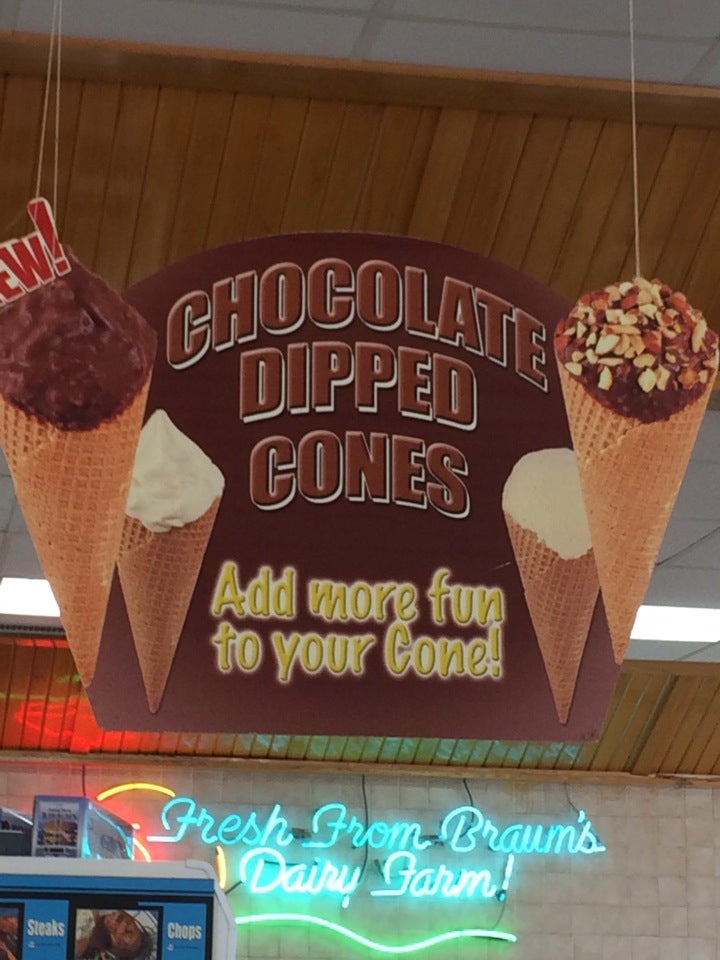 EW!
CHOCOLATE
DIPPED
CONES
Add more fun
to your Cone!
Fresh From Braum's
Dairy Farm!
Steaks
Chops